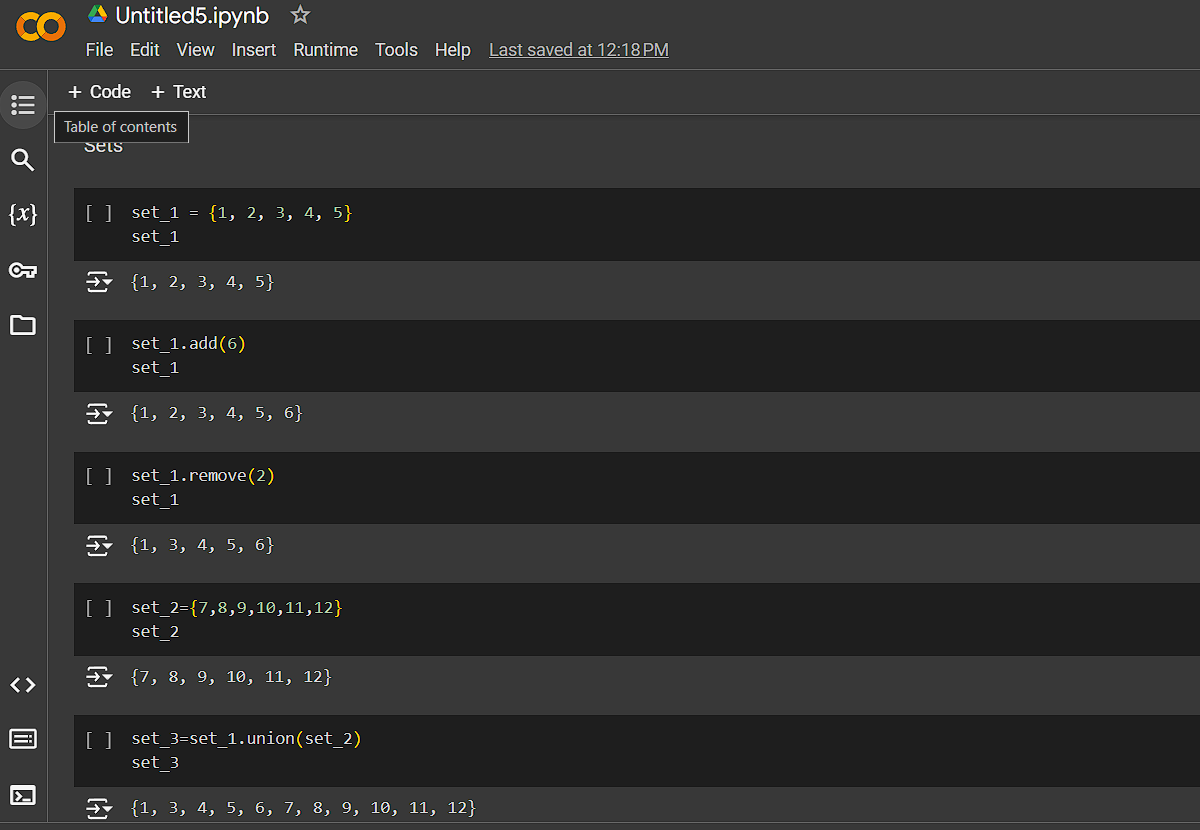 Untitled5.ipynb
File Edit View Insert Runtime Tools Help Last saved at 12:18 PM
+ Code + Text
Table of contents
Sets
[ ] set_1 = {1, 2, 3, 4, 5}
set_1
{1, 2, 3, 4, 5}
[ ] set_1.add(6)
set_1
{1, 2, 3, 4, 5, 6}
[ ] set_1.remove(2)
set_1
{1, 3, 4, 5, 6}
[ ] set_2={7,8,9,10,11,12}
set_2
{7, 8, 9, 10, 11, 12}
[ ] set_3=set_1.union(set_2)
set_3
{1, 3, 4, 5, 6, 7, 8, 9, 10, 11, 12}